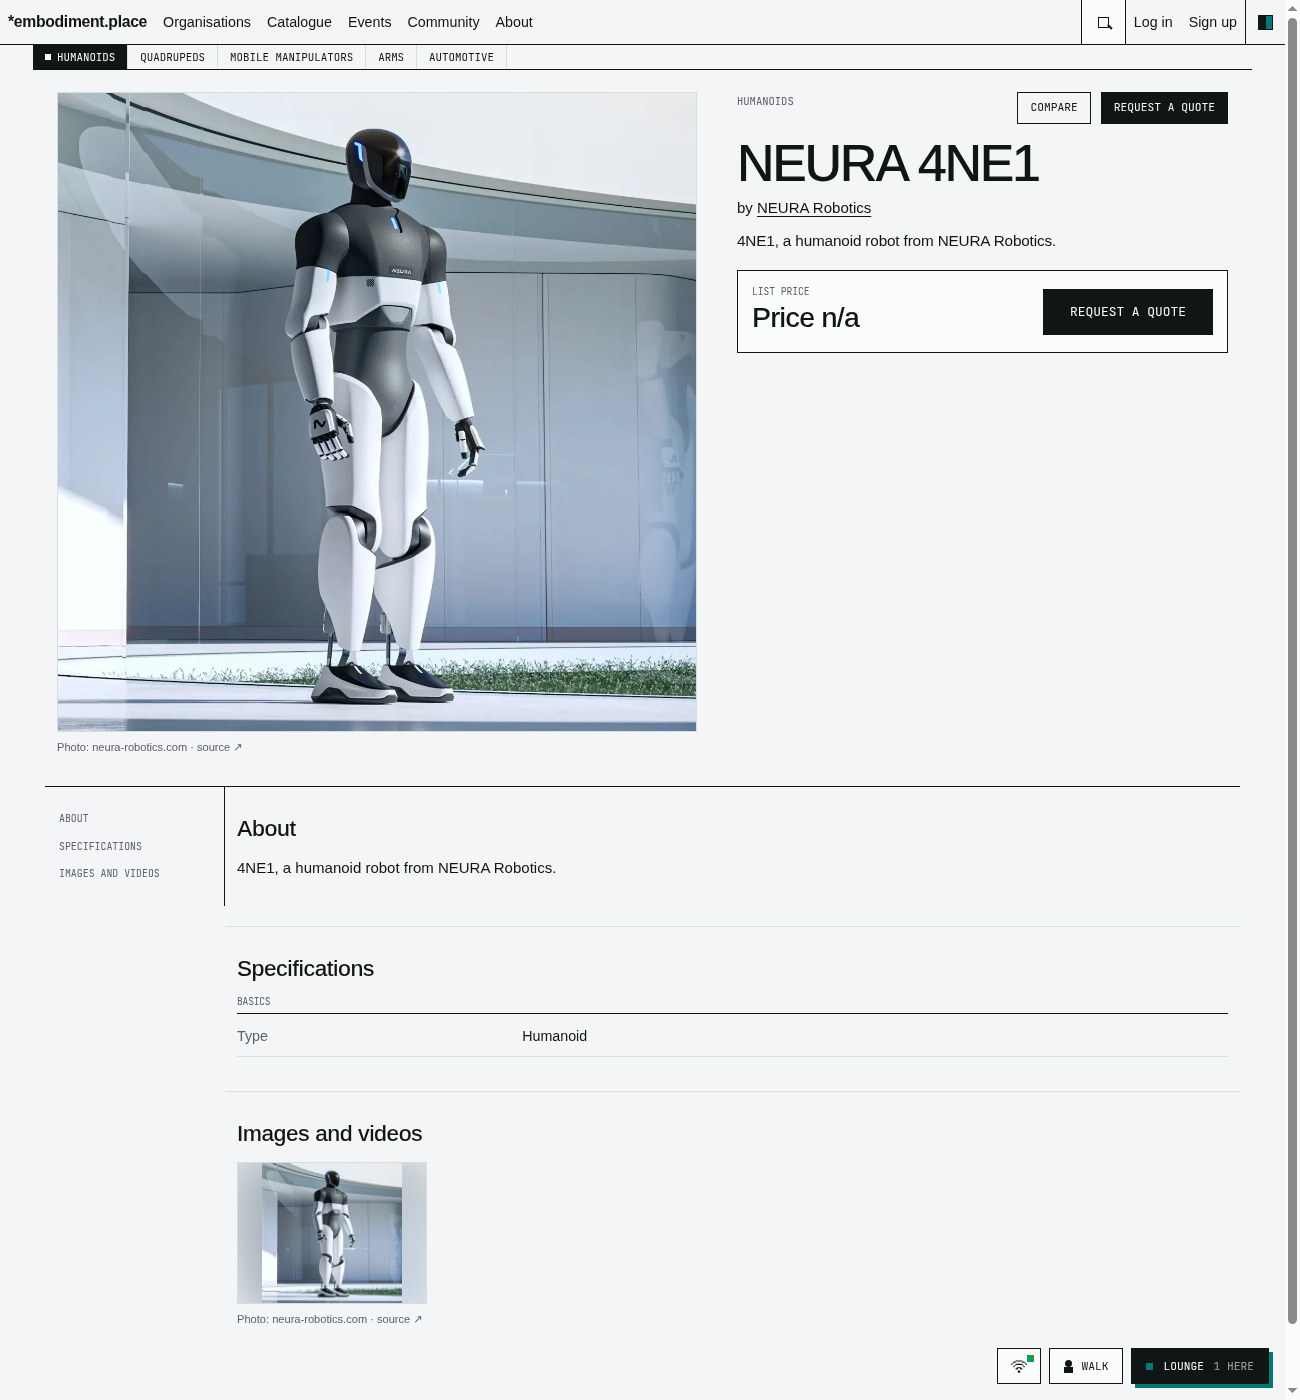 *embodiment.place Organisations Catalogue Events Community About Log in Sign up
HUMANOIDS QUADRUPEDS MOBILE MANIPULATORS ARMS AUTOMOTIVE
HUMANOIDS COMPARE REQUEST A QUOTE
NEURA 4NE1
by NEURA Robotics
4NE1, a humanoid robot from NEURA Robotics.
LIST PRICE
Price n/a
REQUEST A QUOTE
NEURA
Photo: neura-robotics.com · source ↗
ABOUT
SPECIFICATIONS
IMAGES AND VIDEOS
About
4NE1, a humanoid robot from NEURA Robotics.
Specifications
BASICS
Type Humanoid
Images and videos
Photo: neura-robotics.com · source ↗
WALK LOUNGE 1 HERE